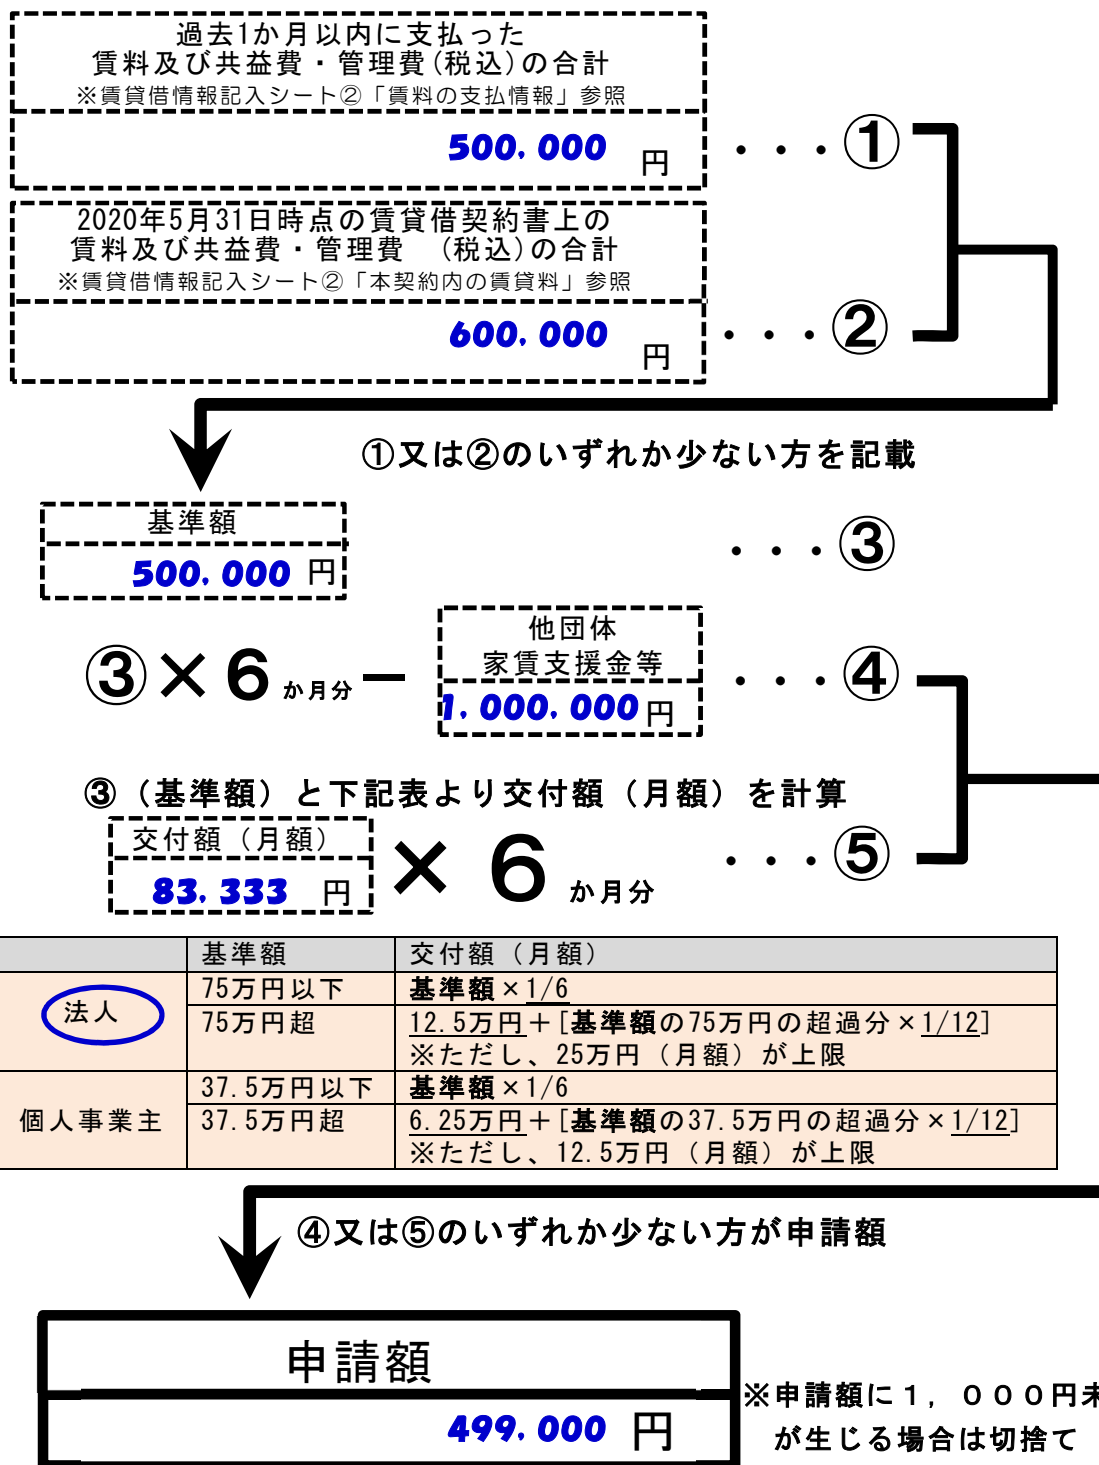 過去1か月以内に支払った
賃料及び共益費・管理費(税込)の合計
※賃貸借情報記入シート②「賃料の支払情報」参照
500,000 円 ・・・①
2020年5月31日時点の賃貸借契約書上の
賃料及び共益費・管理費 (税込)の合計
※賃貸借情報記入シート②「本契約内の賃貸料」参照
600,000 円 ・・・②
①又は②のいずれか少ない方を記載
基準額
500,000 円 ・・・③
他団体
家賃支援金等
③×6か月分－ 1,000,000円 ・・・④
③（基準額）と下記表より交付額（月額）を計算
交付額（月額）
83,333 円 × 6か月分 ・・・⑤
基準額 交付額（月額）
法人 75万円以下 基準額×1/6
75万円超 12.5万円＋[基準額の75万円の超過分×1/12]
※ただし、25万円（月額）が上限
個人事業主 37.5万円以下 基準額×1/6
37.5万円超 6.25万円＋[基準額の37.5万円の超過分×1/12]
※ただし、12.5万円（月額）が上限
④又は⑤のいずれか少ない方が申請額
申請額
499,000 円
※申請額に１，０００円未
が生じる場合は切捨て